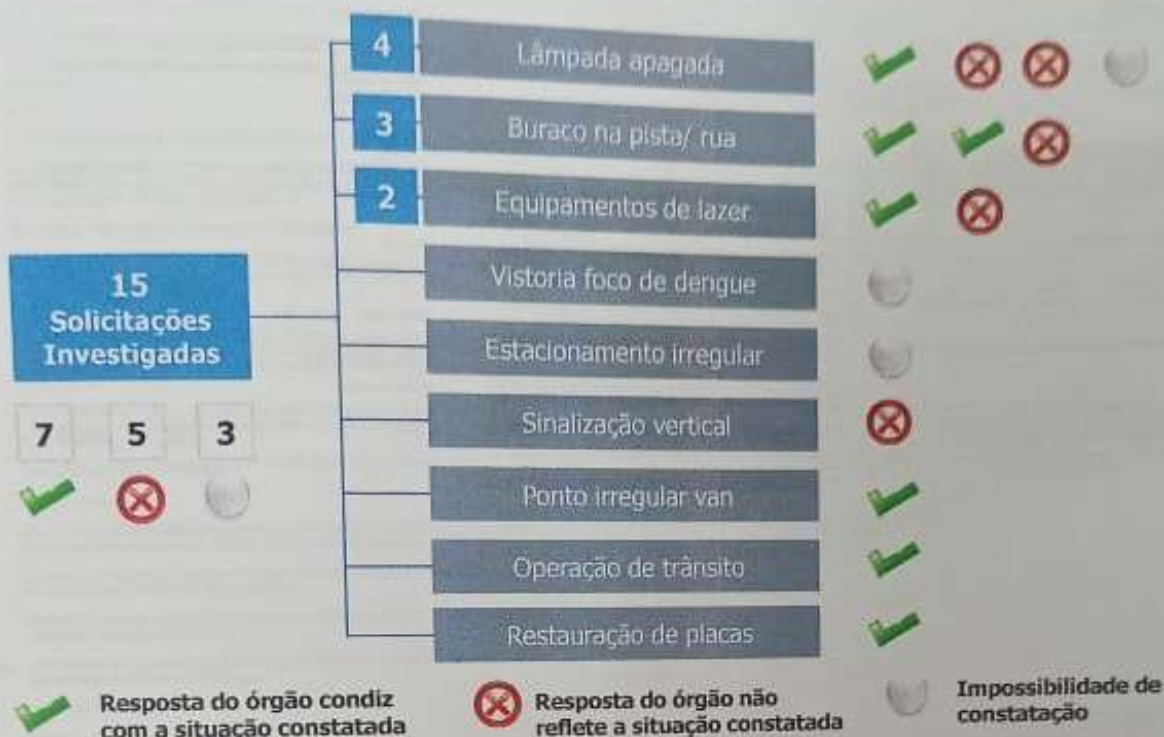 4
Lâmpada apagada
3
Buraco na pista/ rua
2
Equipamentos de lazer
Vistoria foco de dengue
15
Solicitações
Investigadas
Estacionamento irregular
Sinalização vertical
7 5 3
Ponto irregular van
Operação de trânsito
Restauração de placas
Resposta do órgão condiz
com a situação constatada
Resposta do órgão não
reflete a situação constatada
Impossibilidade de
constatação